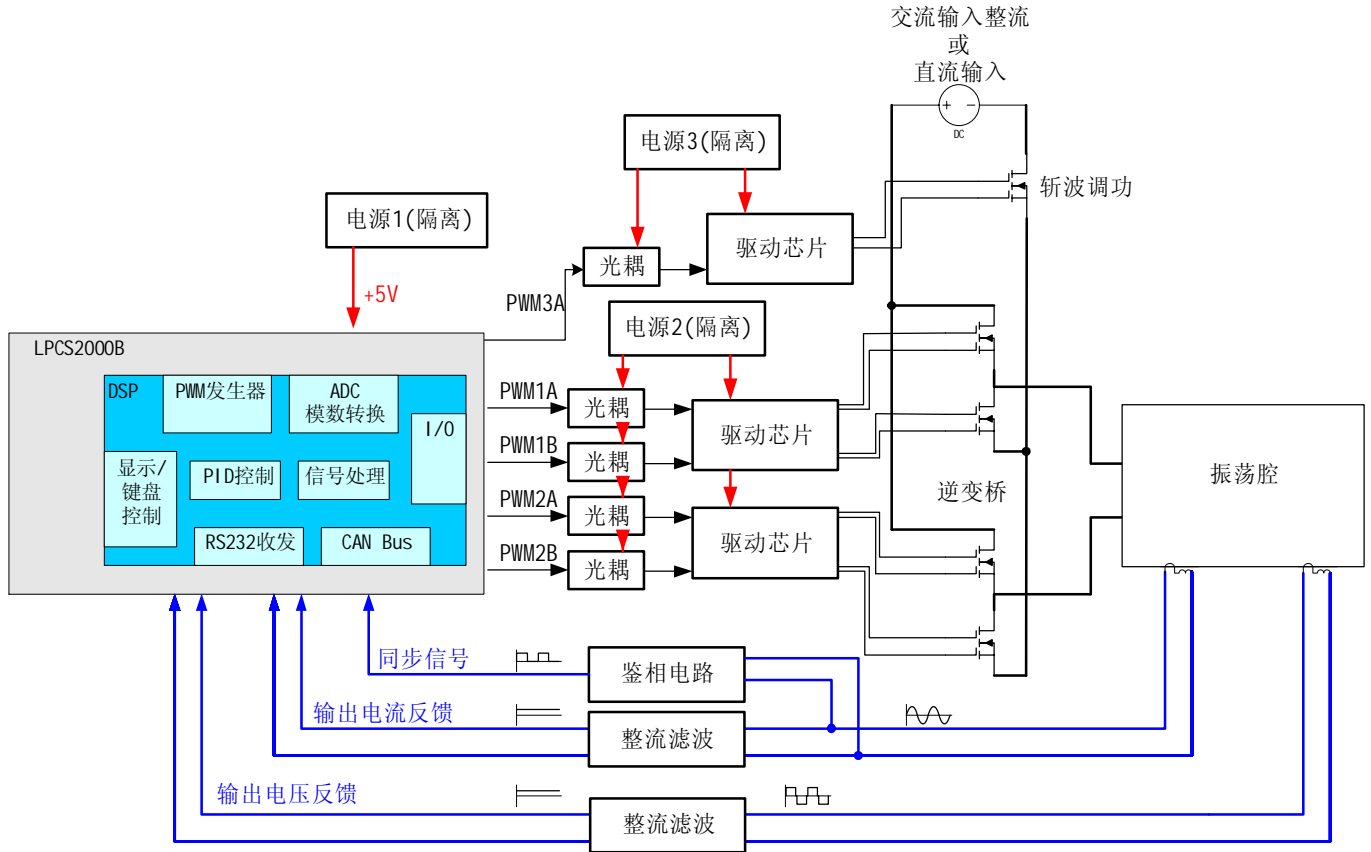 交流输入整流
或
直流输入
+ -
DC
电源3(隔离)
斩波调功
电源1(隔离)
驱动芯片
光耦
+5V
PWM3A
电源2(隔离)
LPCS2000B
DSP
PWM发生器
ADC
模数转换
I/O
显示/
键盘
控制
PID控制
信号处理
RS232收发
CAN Bus
PWM1A
光耦
驱动芯片
PWM1B
光耦
PWM2A
光耦
驱动芯片
PWM2B
光耦
逆变桥
振荡腔
同步信号
鉴相电路
输出电流反馈
整流滤波
输出电压反馈
整流滤波